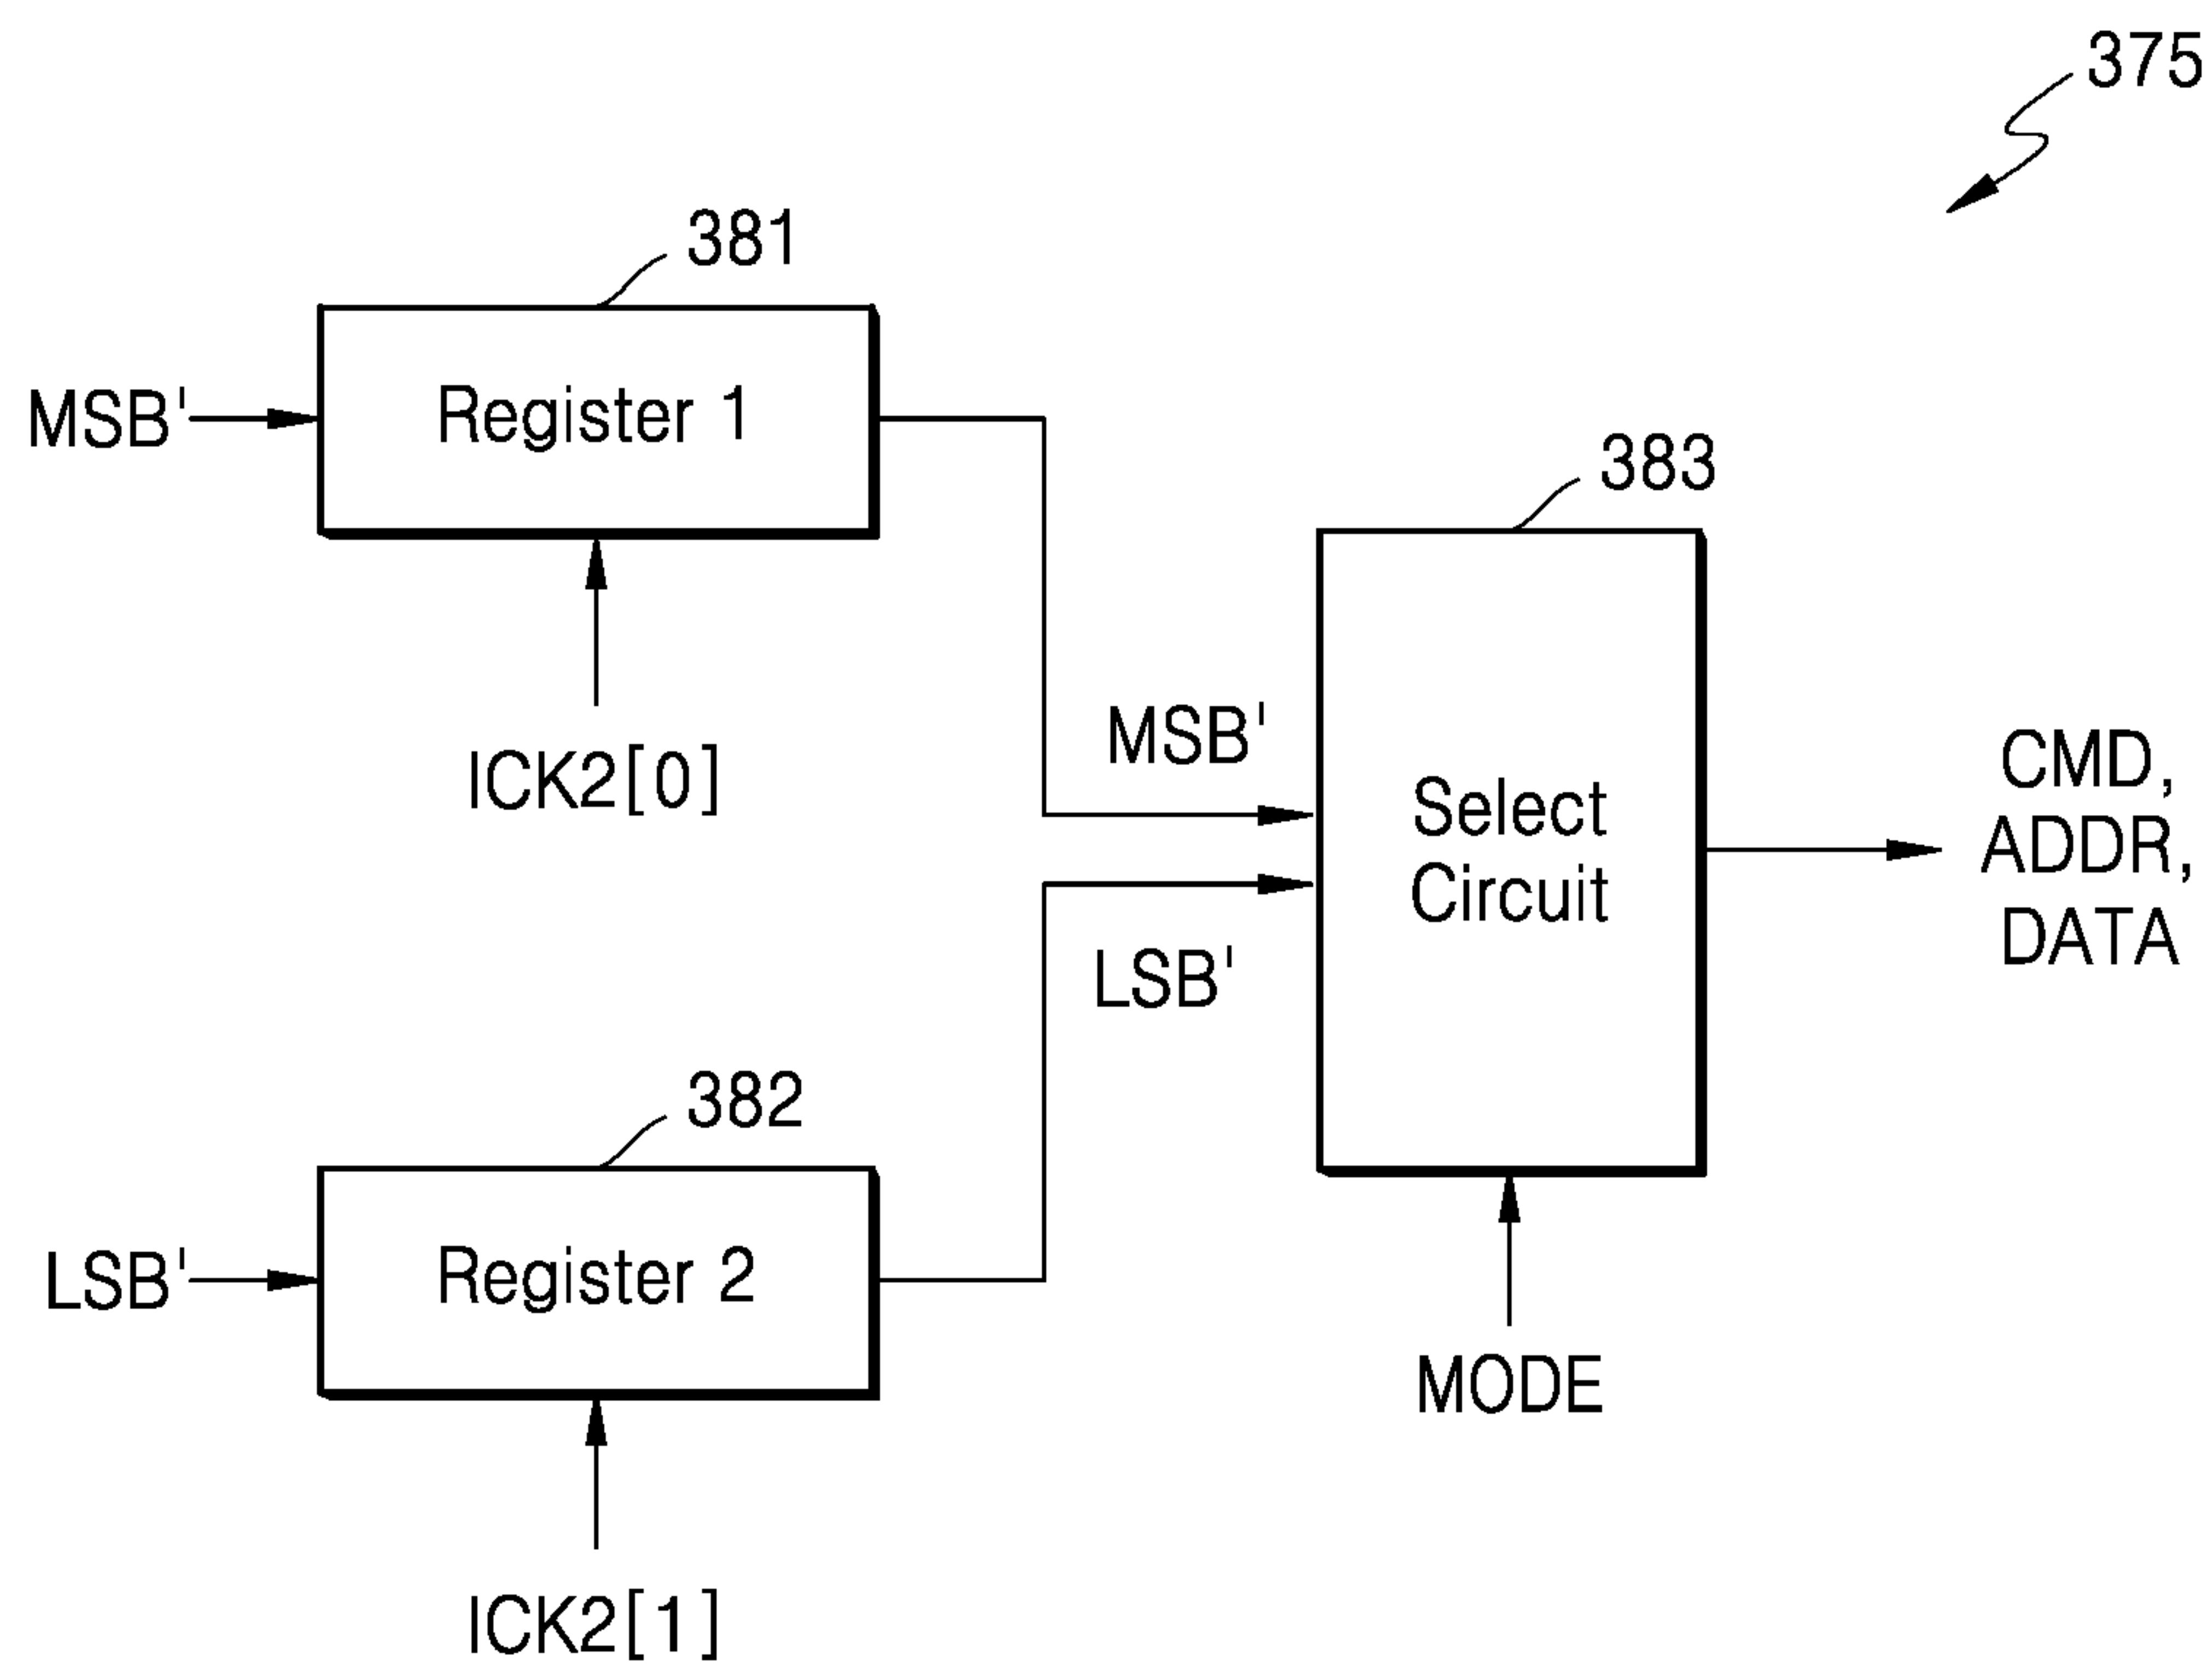 375
381
MSB'
Register 1
ICK2[0]
383
MSB'
Select
Circuit
CMD,
ADDR,
DATA
LSB'
382
LSB'
Register 2
MODE
ICK2[1]